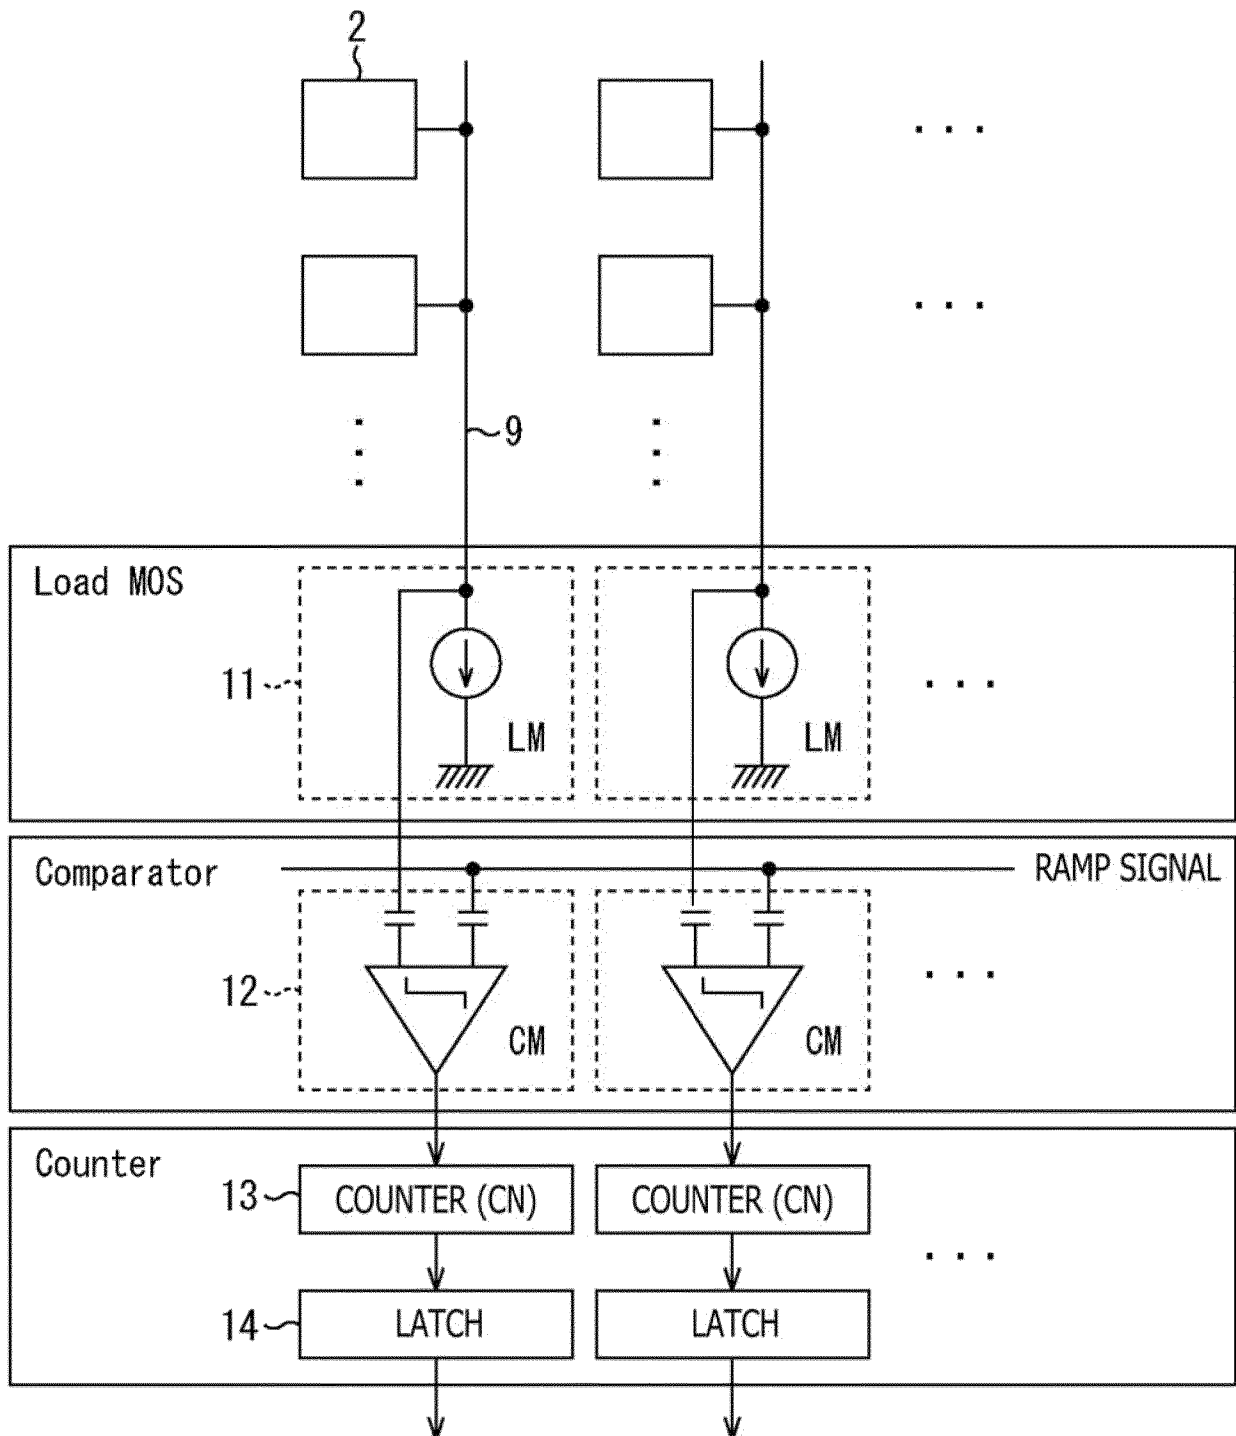 2
9
Load MOS
11
LM
LM
Comparator
RAMP SIGNAL
12
CM
CM
Counter
13
COUNTER (CN)
COUNTER (CN)
14
LATCH
LATCH